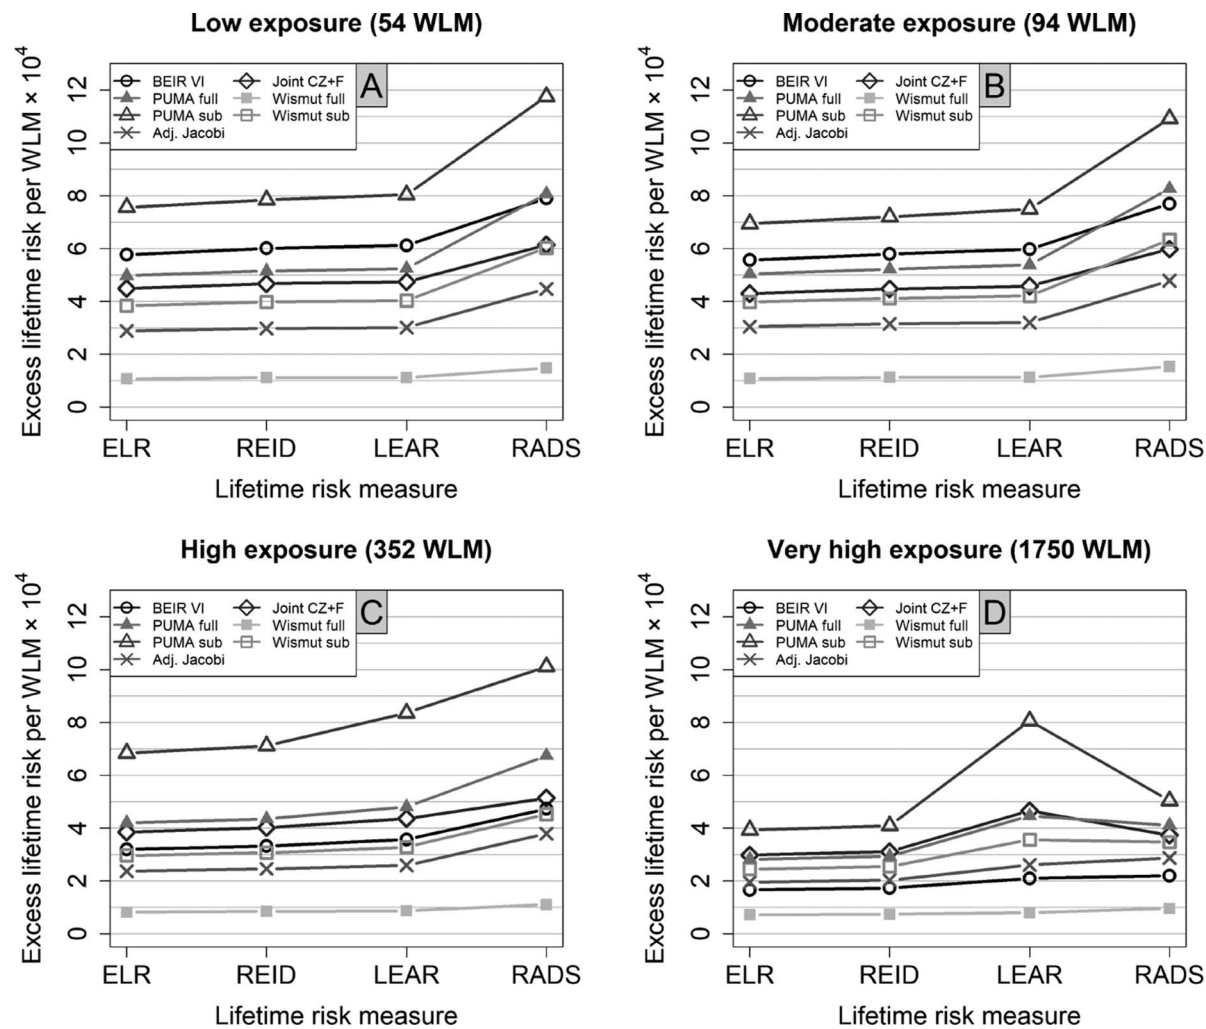 Low exposure (54 WLM)
Excess lifetime risk per WLM × 10⁴
12
10
8
6
4
2
0
BEIR VI
PUMA full
PUMA sub
Adj. Jacobi
Joint CZ+F
Wismut full
Wismut sub
A
ELR REID LEAR RADS
Lifetime risk measure
Moderate exposure (94 WLM)
Excess lifetime risk per WLM × 10⁴
12
10
8
6
4
2
0
BEIR VI
PUMA full
PUMA sub
Adj. Jacobi
Joint CZ+F
Wismut full
Wismut sub
B
ELR REID LEAR RADS
Lifetime risk measure
High exposure (352 WLM)
Excess lifetime risk per WLM × 10⁴
12
10
8
6
4
2
0
BEIR VI
PUMA full
PUMA sub
Adj. Jacobi
Joint CZ+F
Wismut full
Wismut sub
C
ELR REID LEAR RADS
Lifetime risk measure
Very high exposure (1750 WLM)
Excess lifetime risk per WLM × 10⁴
12
10
8
6
4
2
0
BEIR VI
PUMA full
PUMA sub
Adj. Jacobi
Joint CZ+F
Wismut full
Wismut sub
D
ELR REID LEAR RADS
Lifetime risk measure